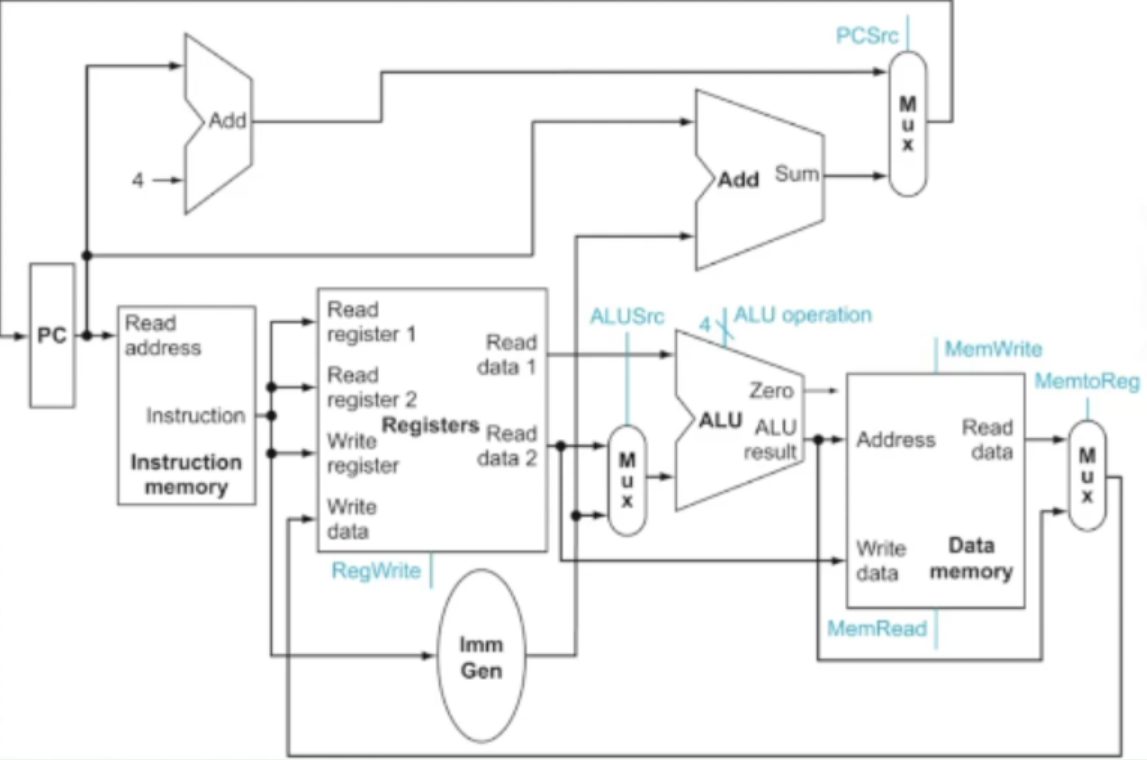 PCSrc
M
u
x
Add
4
Add Sum
PC
Read
address
Instruction
Instruction
memory
Read
register 1
Read
register 2
Write
register
Write
data
Registers
Read
data 1
Read
data 2
RegWrite
Imm
Gen
ALUSrc
M
u
x
4
ALU operation
Zero
ALU
ALU
result
MemWrite
Address
Read
data
Write
data
Data
memory
MemRead
MemtoReg
M
u
x